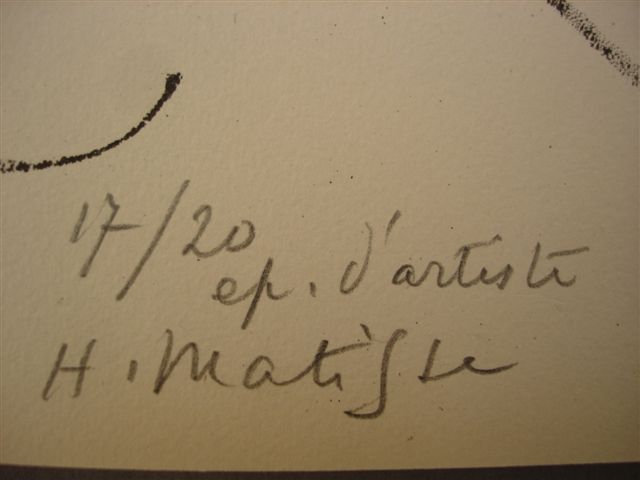 17/20
ep. d'artiste
H. Matisse